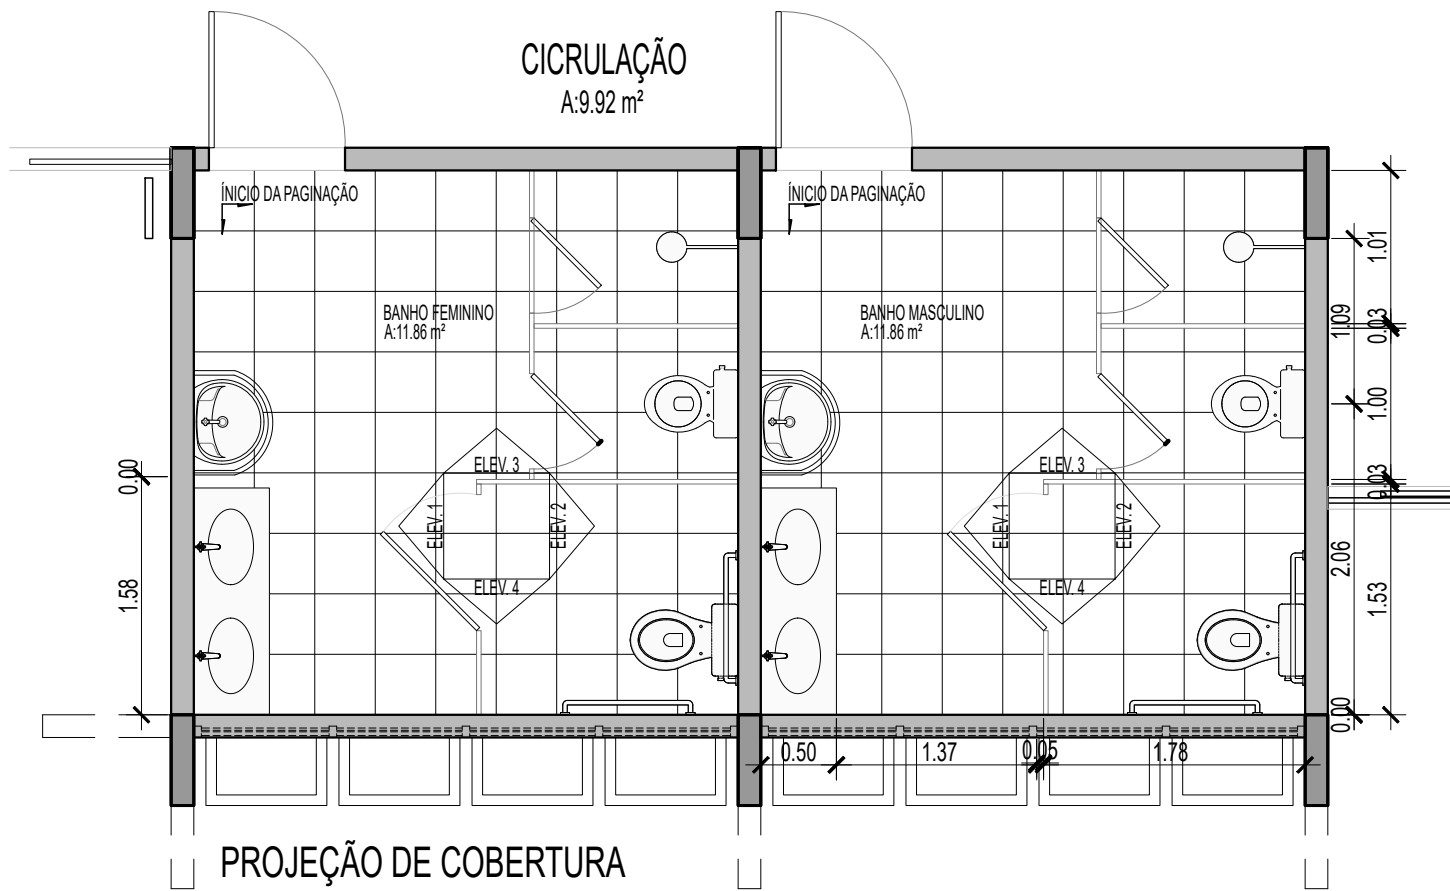 CICRULAÇÃO
A:9.92 m²
ÍNICIO DA PAGINAÇÃO
ÍNICIO DA PAGINAÇÃO
BANHO FEMININO
A:11.86 m²
BANHO MASCULINO
A:11.86 m²
ELEV. 3
ELEV. 1
ELEV. 2
ELEV. 4
ELEV. 3
ELEV. 1
ELEV. 2
ELEV. 4
0.00
1.58
1.01
1.09
0.03
1.00
0.03
2.06
1.53
0.00
0.50
1.37
0.05
1.78
PROJEÇÃO DE COBERTURA